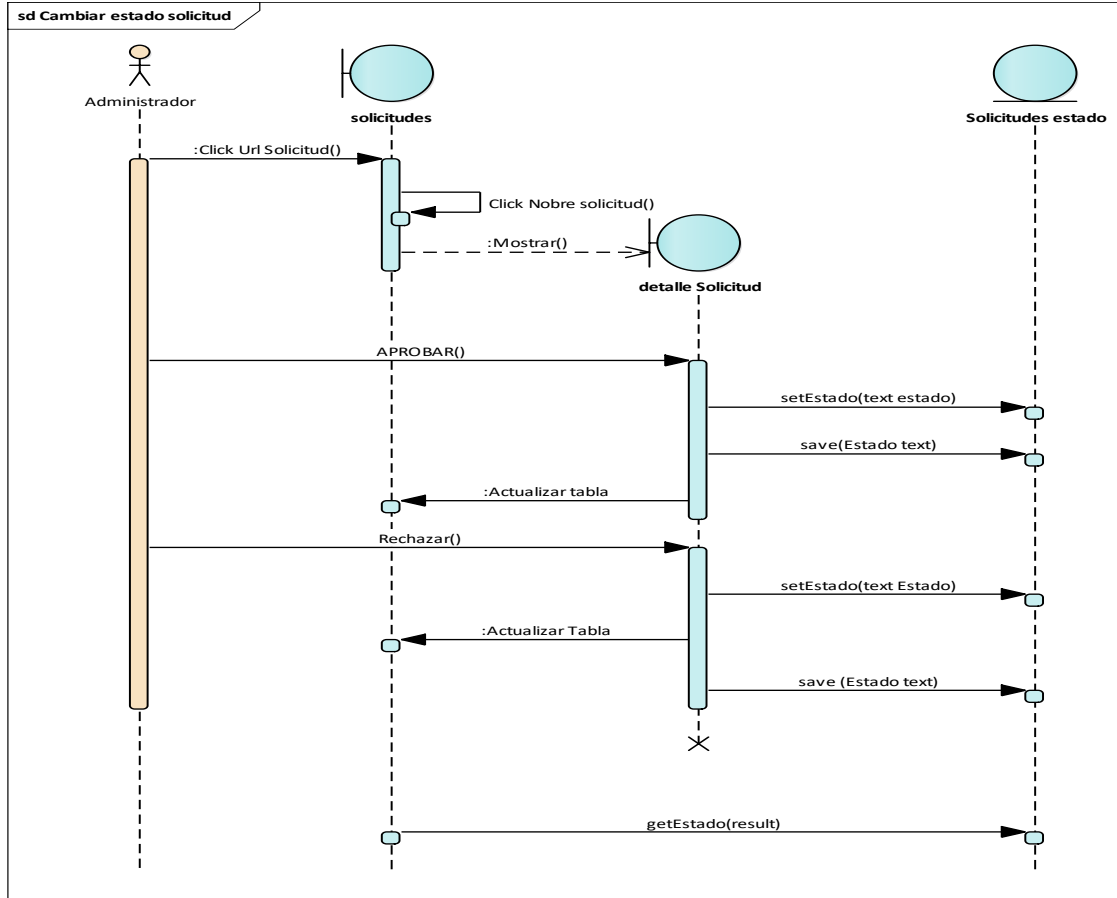 sd Cambiar estado solicitud
Administrador
solicitudes
Solicitudes estado
:Click Url Solicitud()
Click Nobre solicitud()
:Mostrar()
detalle Solicitud
APROBAR()
setEstado(text estado)
save(Estado text)
:Actualizar tabla
Rechazar()
setEstado(text Estado)
:Actualizar Tabla
save (Estado text)
getEstado(result)